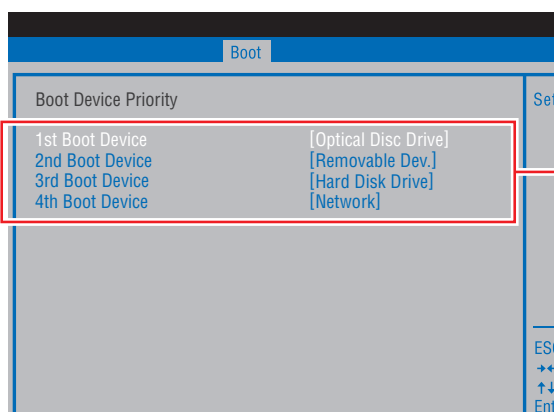 Boot
Boot Device Priority
1st Boot Device [Optical Disc Drive]
2nd Boot Device [Removable Dev.]
3rd Boot Device [Hard Disk Drive]
4th Boot Device [Network]